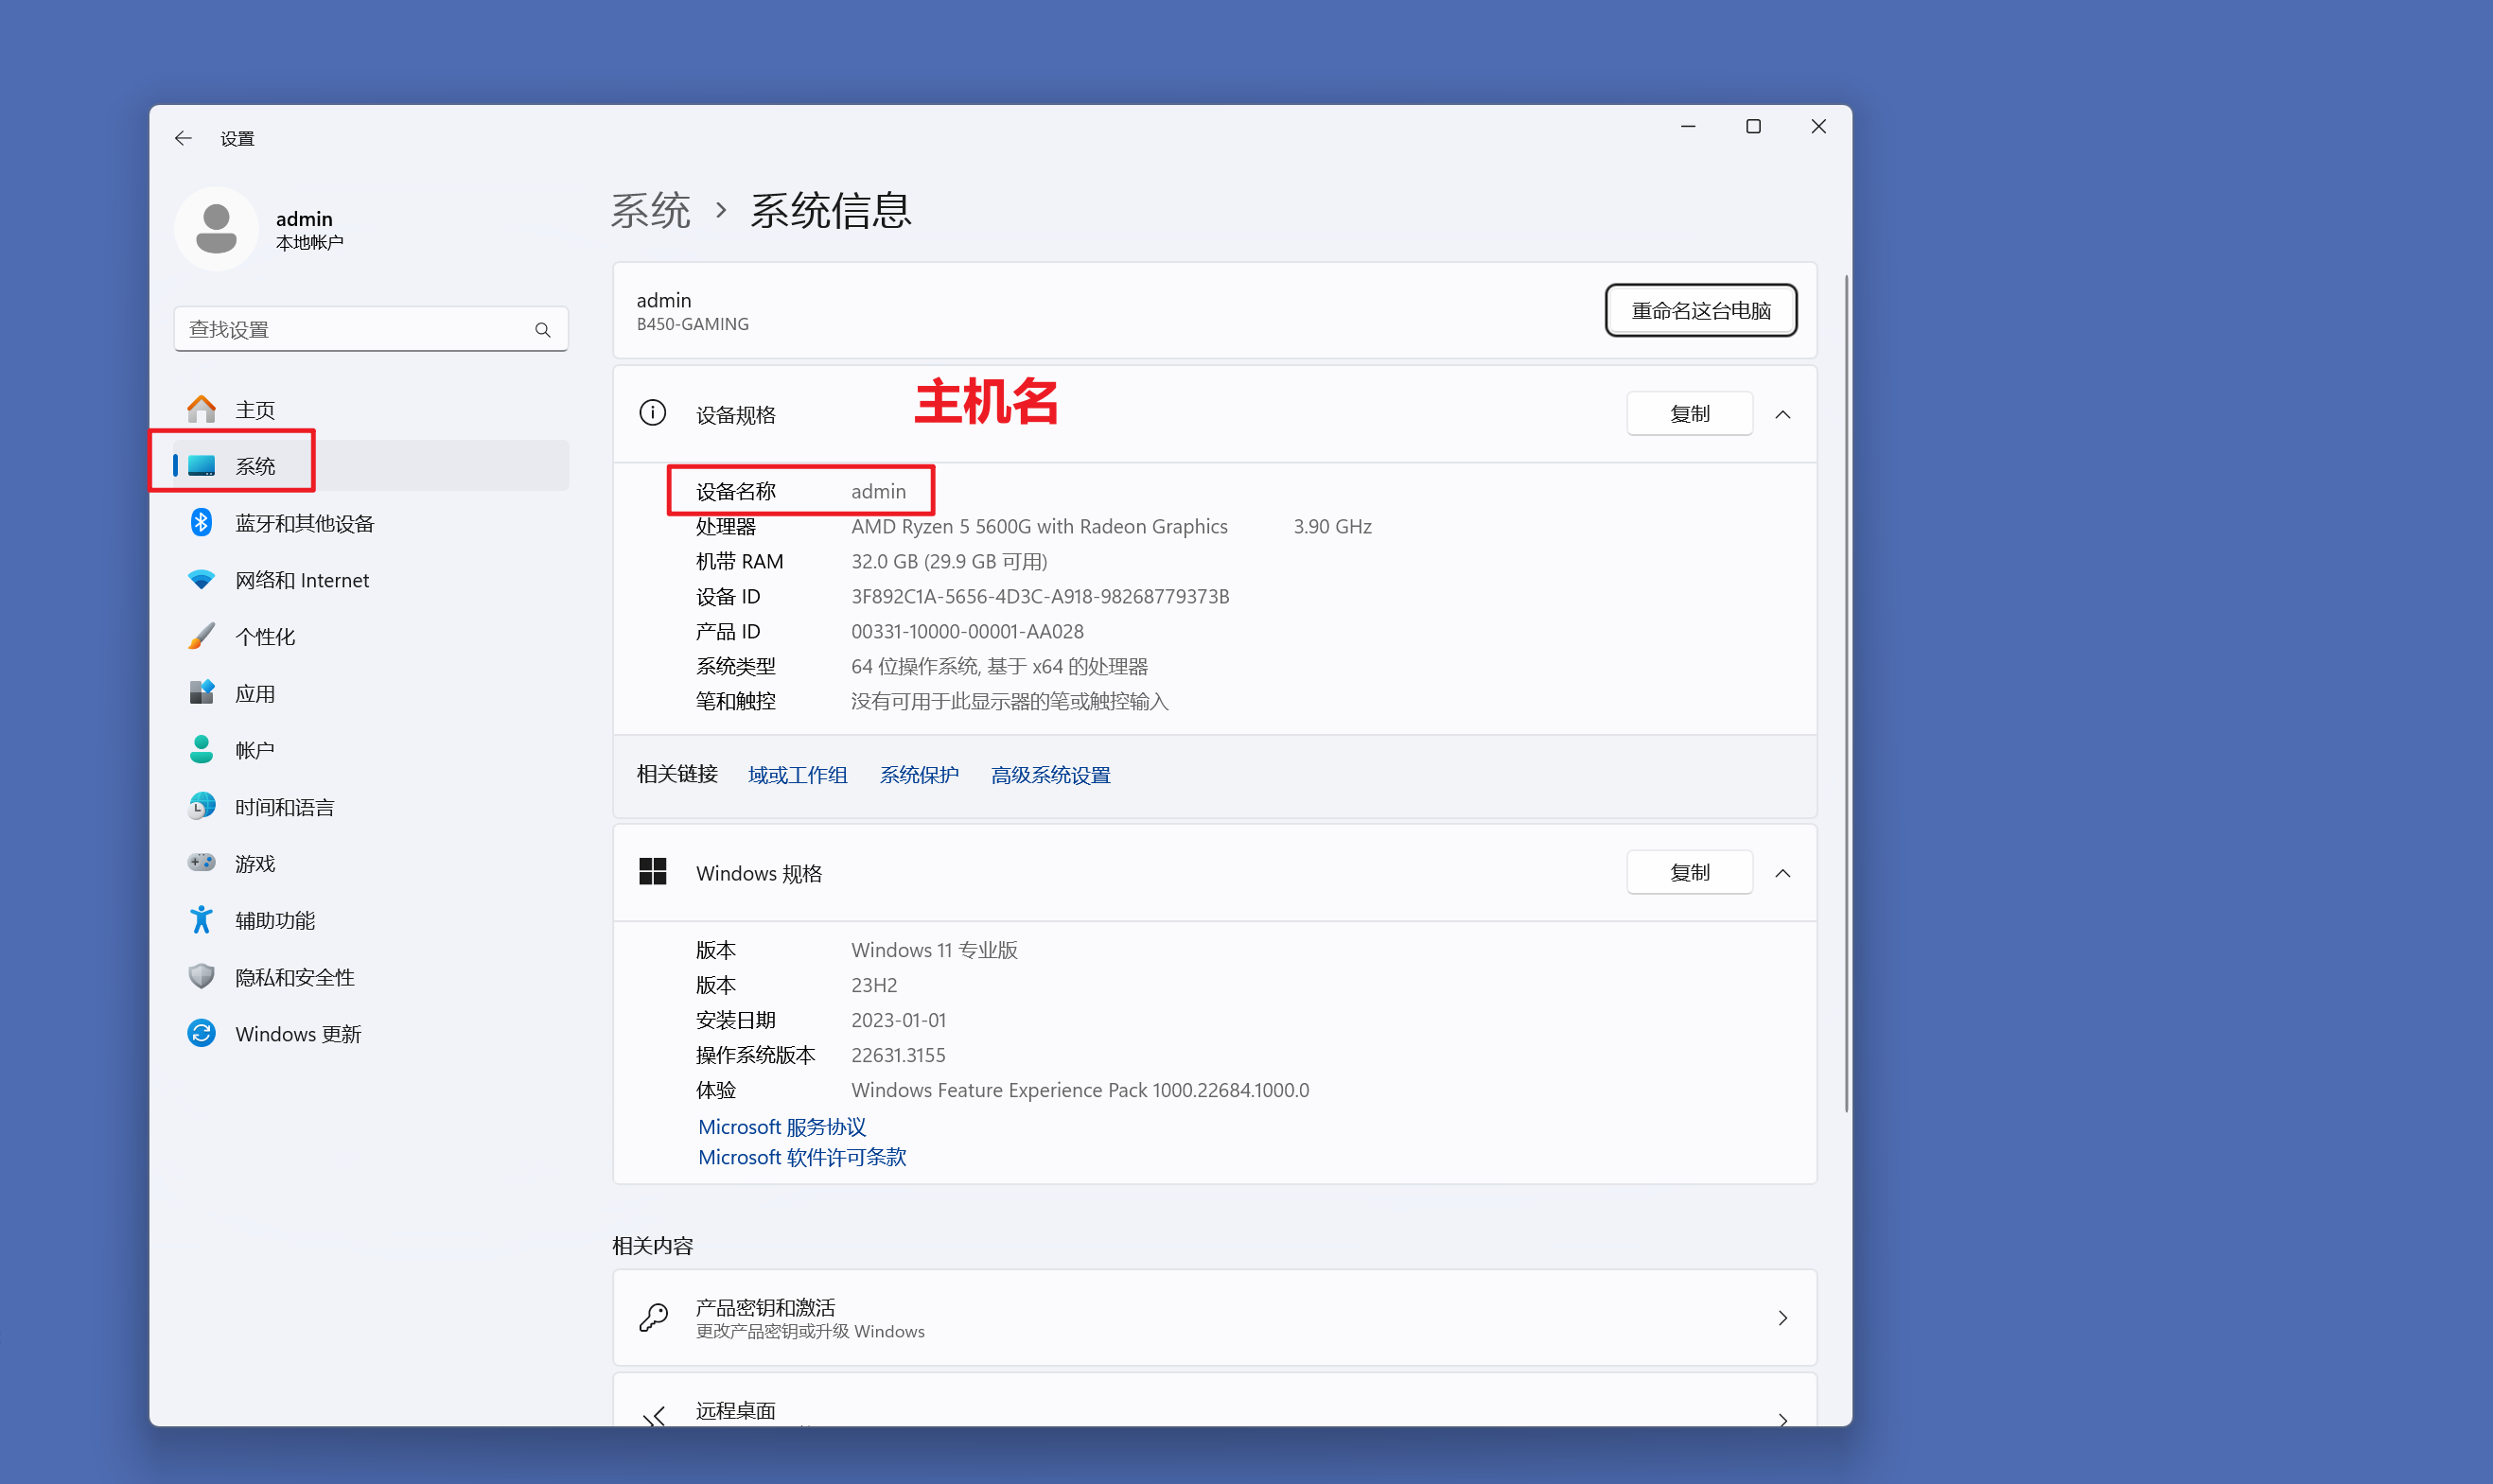 设置
admin
本地帐户
查找设置
主页
系统
蓝牙和其他设备
网络和 Internet
个性化
应用
帐户
时间和语言
游戏
辅助功能
隐私和安全性
Windows 更新
系统 › 系统信息
admin
B450-GAMING
重命名这台电脑
设备规格
主机名
复制
设备名称 admin
处理器 AMD Ryzen 5 5600G with Radeon Graphics 3.90 GHz
机带 RAM 32.0 GB (29.9 GB 可用)
设备 ID 3F892C1A-5656-4D3C-A918-98268779373B
产品 ID 00331-10000-00001-AA028
系统类型 64 位操作系统, 基于 x64 的处理器
笔和触控 没有可用于此显示器的笔或触控输入
相关链接 域或工作组 系统保护 高级系统设置
Windows 规格
复制
版本 Windows 11 专业版
版本 23H2
安装日期 2023-01-01
操作系统版本 22631.3155
体验 Windows Feature Experience Pack 1000.22684.1000.0
Microsoft 服务协议
Microsoft 软件许可条款
相关内容
产品密钥和激活
更改产品密钥或升级 Windows
远程桌面